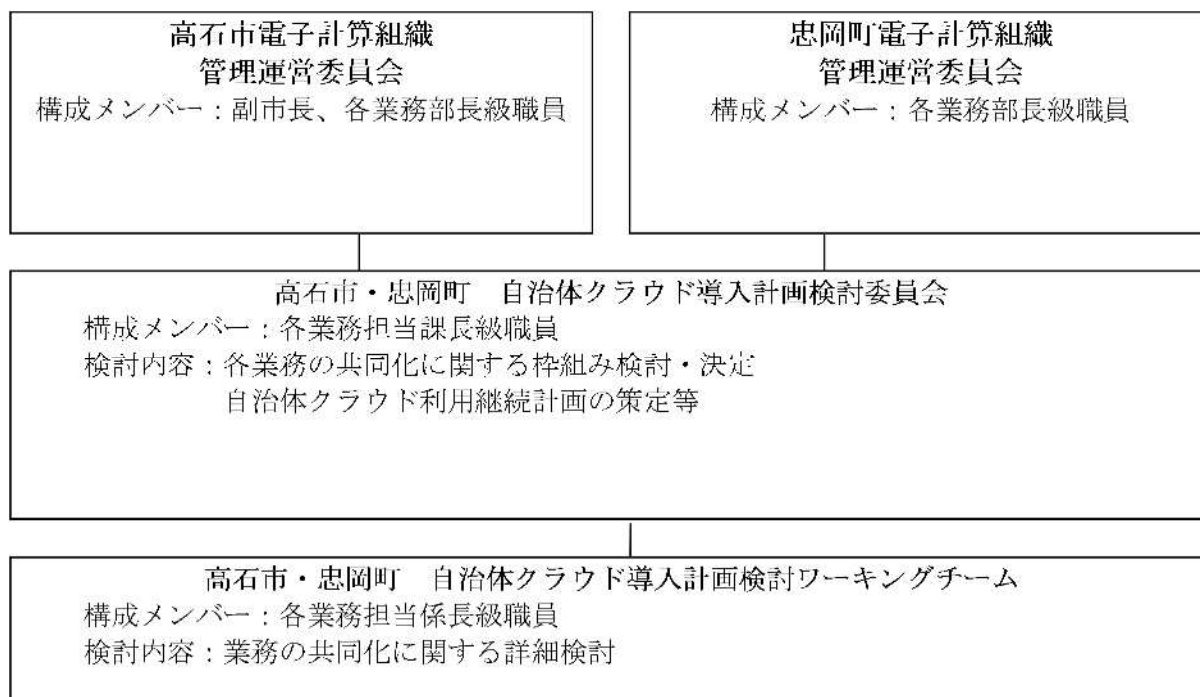 高石市電子計算組織
管理運営委員会
構成メンバー：副市長、各業務部長級職員
忠岡町電子計算組織
管理運営委員会
構成メンバー：各業務部長級職員
高石市・忠岡町　自治体クラウド導入計画検討委員会
構成メンバー：各業務担当課長級職員
検討内容：各業務の共同化に関する枠組み検討・決定
自治体クラウド利用継続計画の策定等
高石市・忠岡町　自治体クラウド導入計画検討ワーキングチーム
構成メンバー：各業務担当係長級職員
検討内容：業務の共同化に関する詳細検討